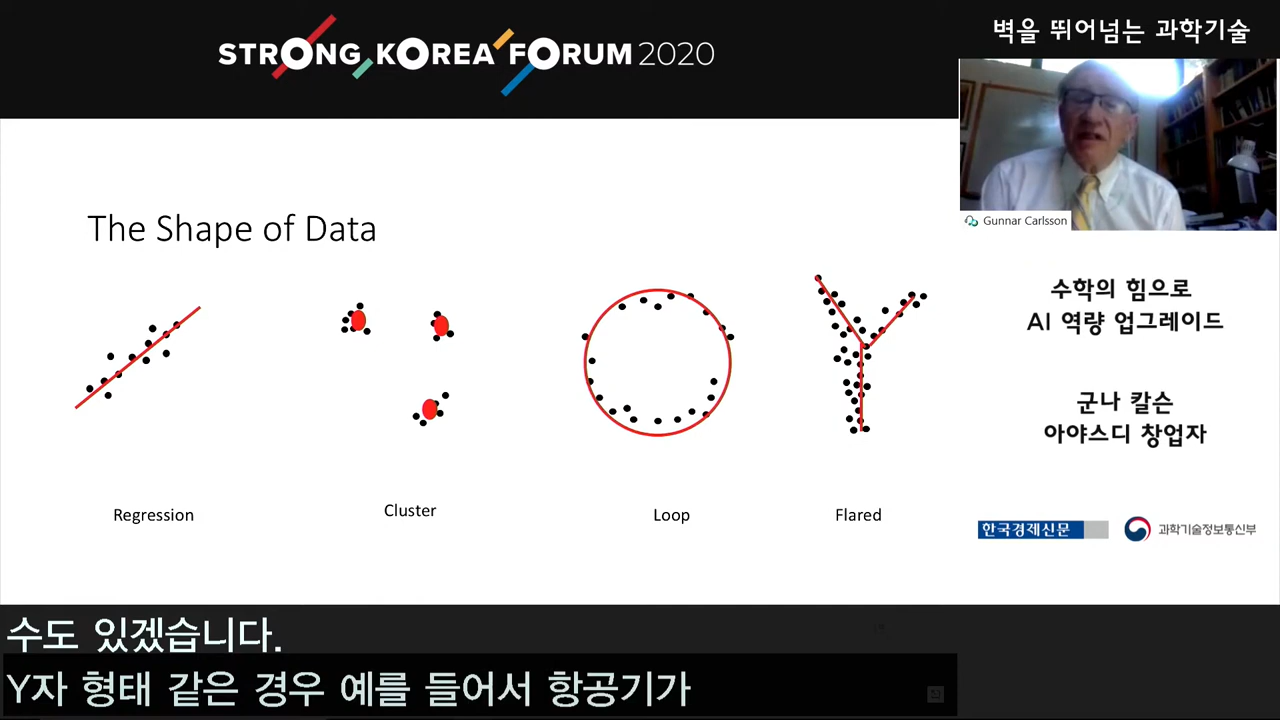 STRONG KOREA FORUM 2020
벽을 뛰어넘는 과학기술
Gunnar Carlsson
The Shape of Data
수학의 힘으로
AI 역량 업그레이드
군나 칼슨
아야스디 창업자
Regression
Cluster
Loop
Flared
한국경제신문
과학기술정보통신부
수도 있겠습니다.
Y자 형태 같은 경우 예를 들어서 항공기가